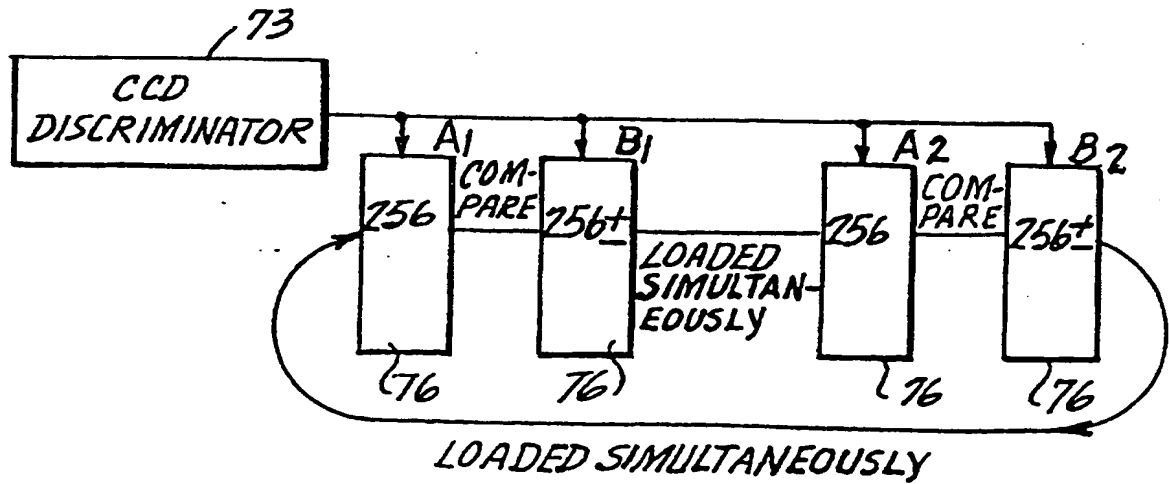 73
CCD
DISCRIMINATOR
A1
COM-
PARE
B1
A2
COM-
PARE
B2
256
256±
256
256±
LOADED
SIMULTAN-
EOUSLY
76
76
76
76
LOADED SIMULTANEOUSLY